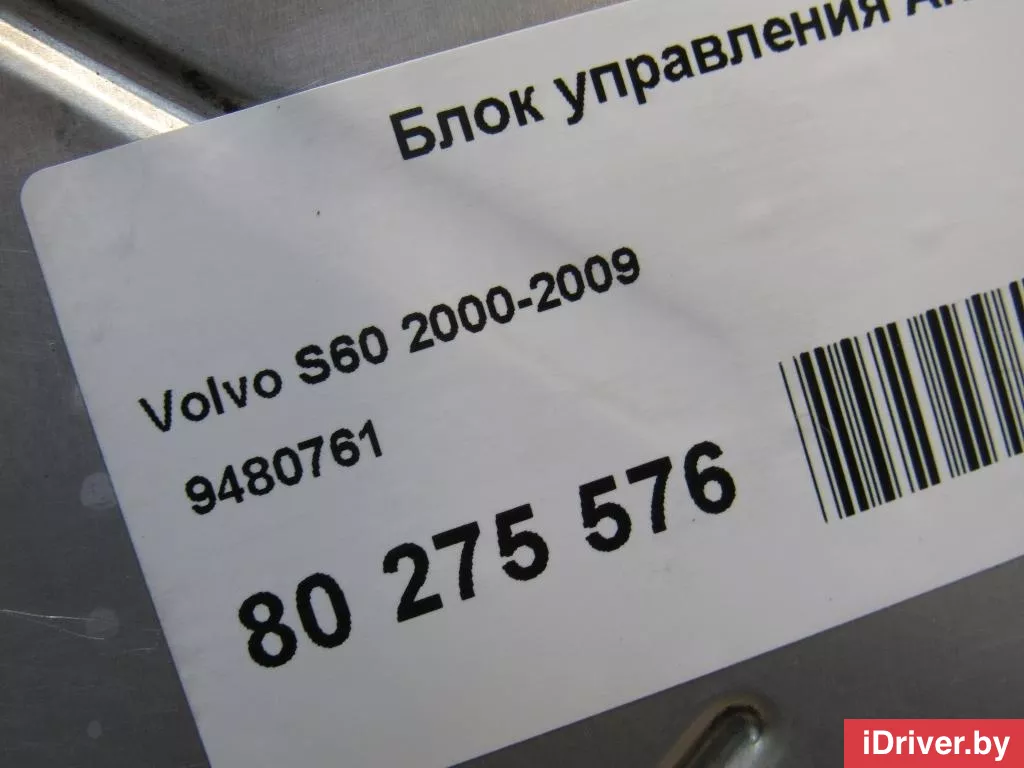 Блок управления
Volvo S60 2000-2009
9480761
80 275 576
iDriver.by